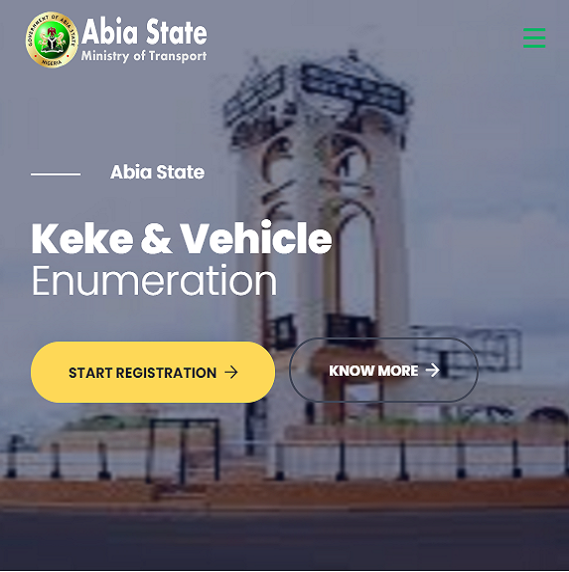 GOVERNMENT OF ABIA STATE
NIGERIA
Abia State
Ministry of Transport
Abia State
Keke & Vehicle
Enumeration
START REGISTRATION →
KNOW MORE →